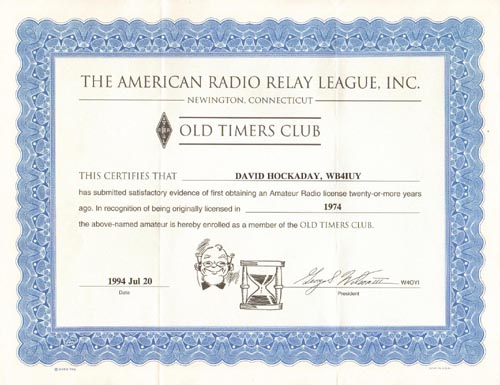 THE AMERICAN RADIO RELAY LEAGUE, INC.
NEWINGTON, CONNECTICUT
OLD TIMERS CLUB
THIS CERTIFIES THAT DAVID HOCKADAY, WB4IUY
has submitted satisfactory evidence of first obtaining an Amateur Radio license twenty-or-more years
ago. In recognition of being originally licensed in 1974
the above-named amateur is hereby enrolled as a member of the OLD TIMERS CLUB.
1994 Jul 20
Date
W4OYI
President